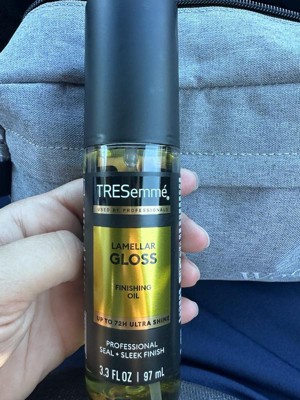 TRESemmé
USED BY PROFESSIONALS
LAMELLAR
GLOSS
FINISHING
OIL
UP TO 72H ULTRA SHINE
PROFESSIONAL
SEAL + SLEEK FINISH
3.3 FL OZ | 97 mL